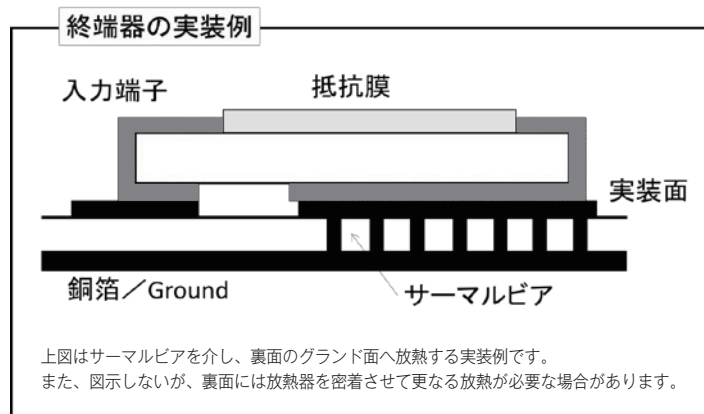 終端器の実装例
入力端子
抵抗膜
実装面
銅箔／Ground
サーマルビア
上図はサーマルビアを介し、裏面のグランド面へ放熱する実装例です。
また、図示しないが、裏面には放熱器を密着させて更なる放熱が必要な場合があります。